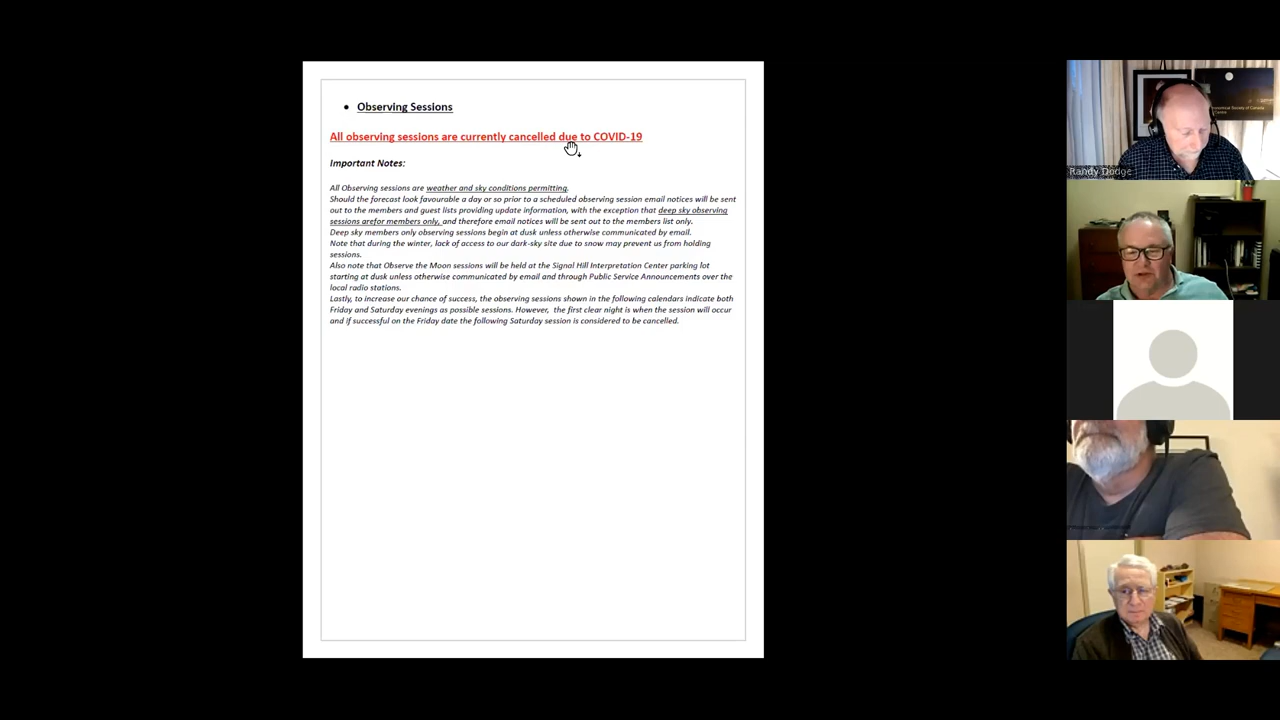 • Observing Sessions
All observing sessions are currently cancelled due to COVID-19
Important Notes:
All Observing sessions are weather and sky conditions permitting.
Should the forecast look favourable a day or so prior to a scheduled observing session email notices will be sent
out to the members and guest lists providing update information, with the exception that deep sky observing
sessions arefor members only, and therefore email notices will be sent out to the members list only.
Deep sky members only observing sessions begin at dusk unless otherwise communicated by email.
Note that during the winter, lack of access to our dark-sky site due to snow may prevent us from holding
sessions.
Also note that Observe the Moon sessions will be held at the Signal Hill Interpretation Center parking lot
starting at dusk unless otherwise communicated by email and through Public Service Announcements over the
local radio stations.
Lastly, to increase our chance of success, the observing sessions shown in the following calendars indicate both
Friday and Saturday evenings as possible sessions. However, the first clear night is when the session will occur
and if successful on the Friday date the following Saturday session is considered to be cancelled.
Society of Canada
Centre
Randy Dodge